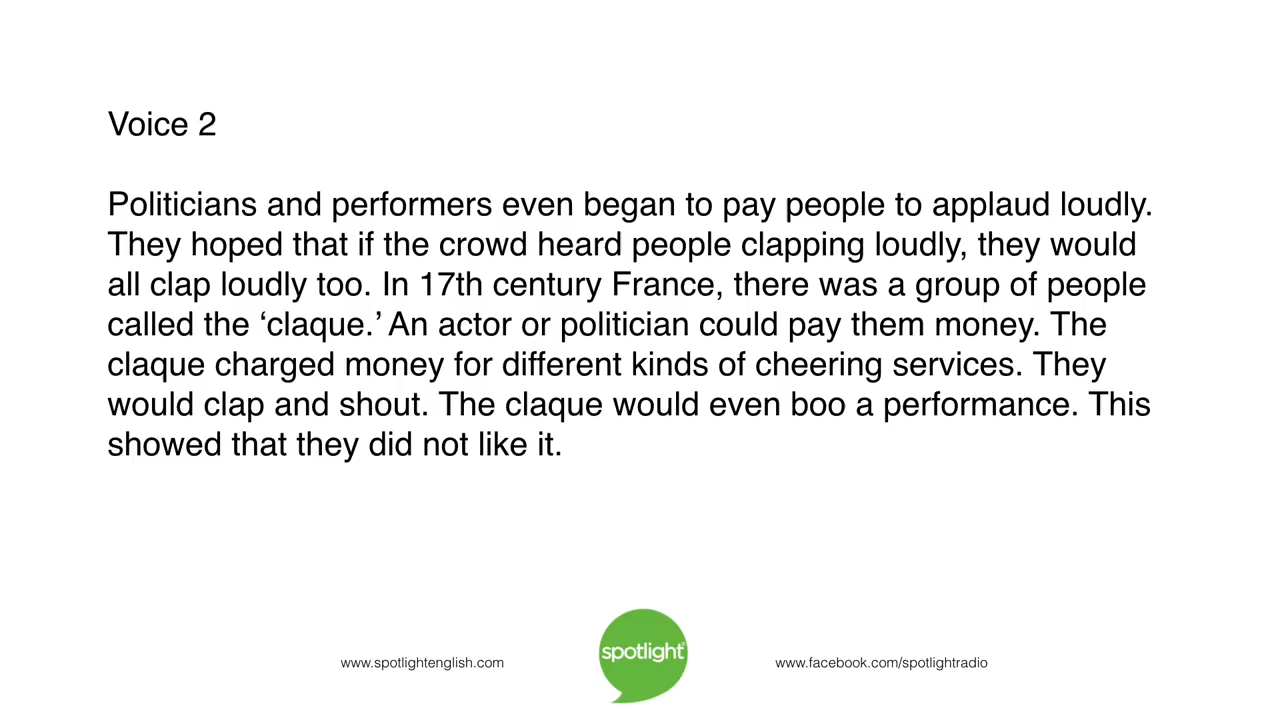 Voice 2
Politicians and performers even began to pay people to applaud loudly.
They hoped that if the crowd heard people clapping loudly, they would
all clap loudly too. In 17th century France, there was a group of people
called the ‘claque.’ An actor or politician could pay them money. The
claque charged money for different kinds of cheering services. They
would clap and shout. The claque would even boo a performance. This
showed that they did not like it.
www.spotlightenglish.com
spotlight
www.facebook.com/spotlightradio